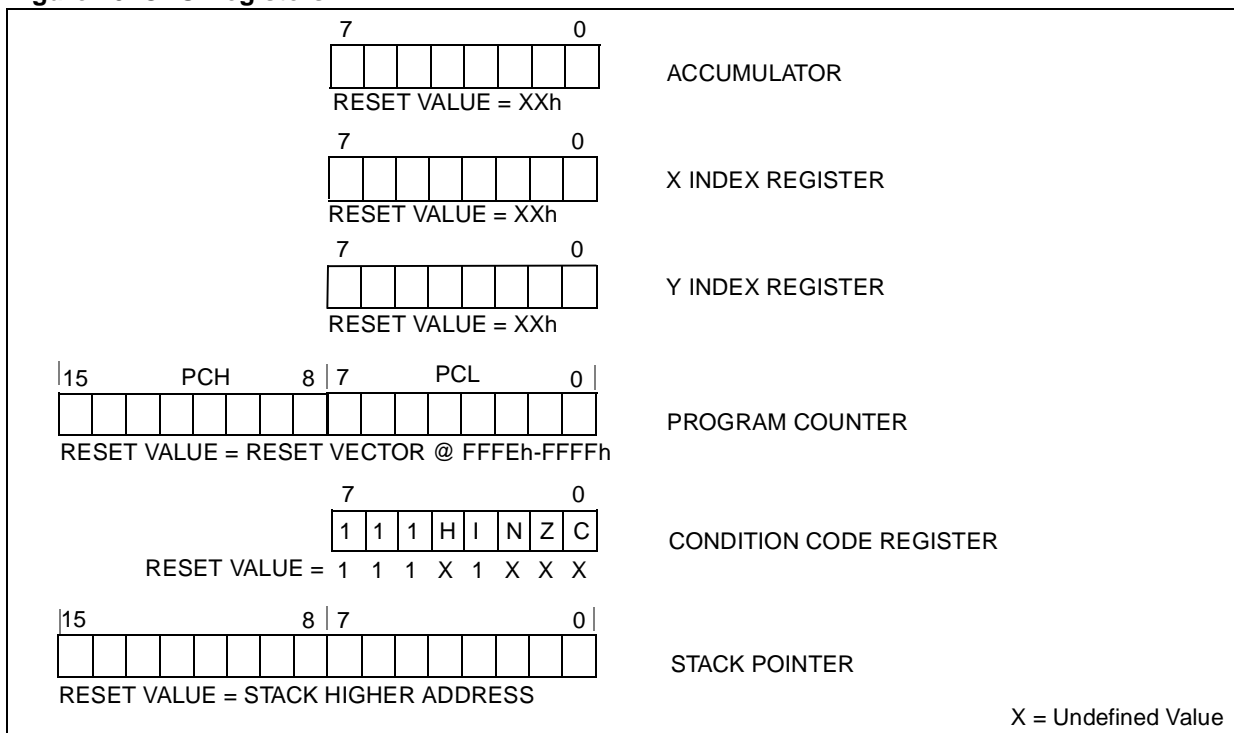 7 0
ACCUMULATOR
RESET VALUE = XXh
7 0
X INDEX REGISTER
RESET VALUE = XXh
7 0
Y INDEX REGISTER
RESET VALUE = XXh
15 PCH 8 7 PCL 0
PROGRAM COUNTER
RESET VALUE = RESET VECTOR @ FFFEh-FFFFh
7 0
1 1 1 H I N Z C
CONDITION CODE REGISTER
RESET VALUE = 1 1 1 X 1 X X X
15 8 7 0
STACK POINTER
RESET VALUE = STACK HIGHER ADDRESS
X = Undefined Value